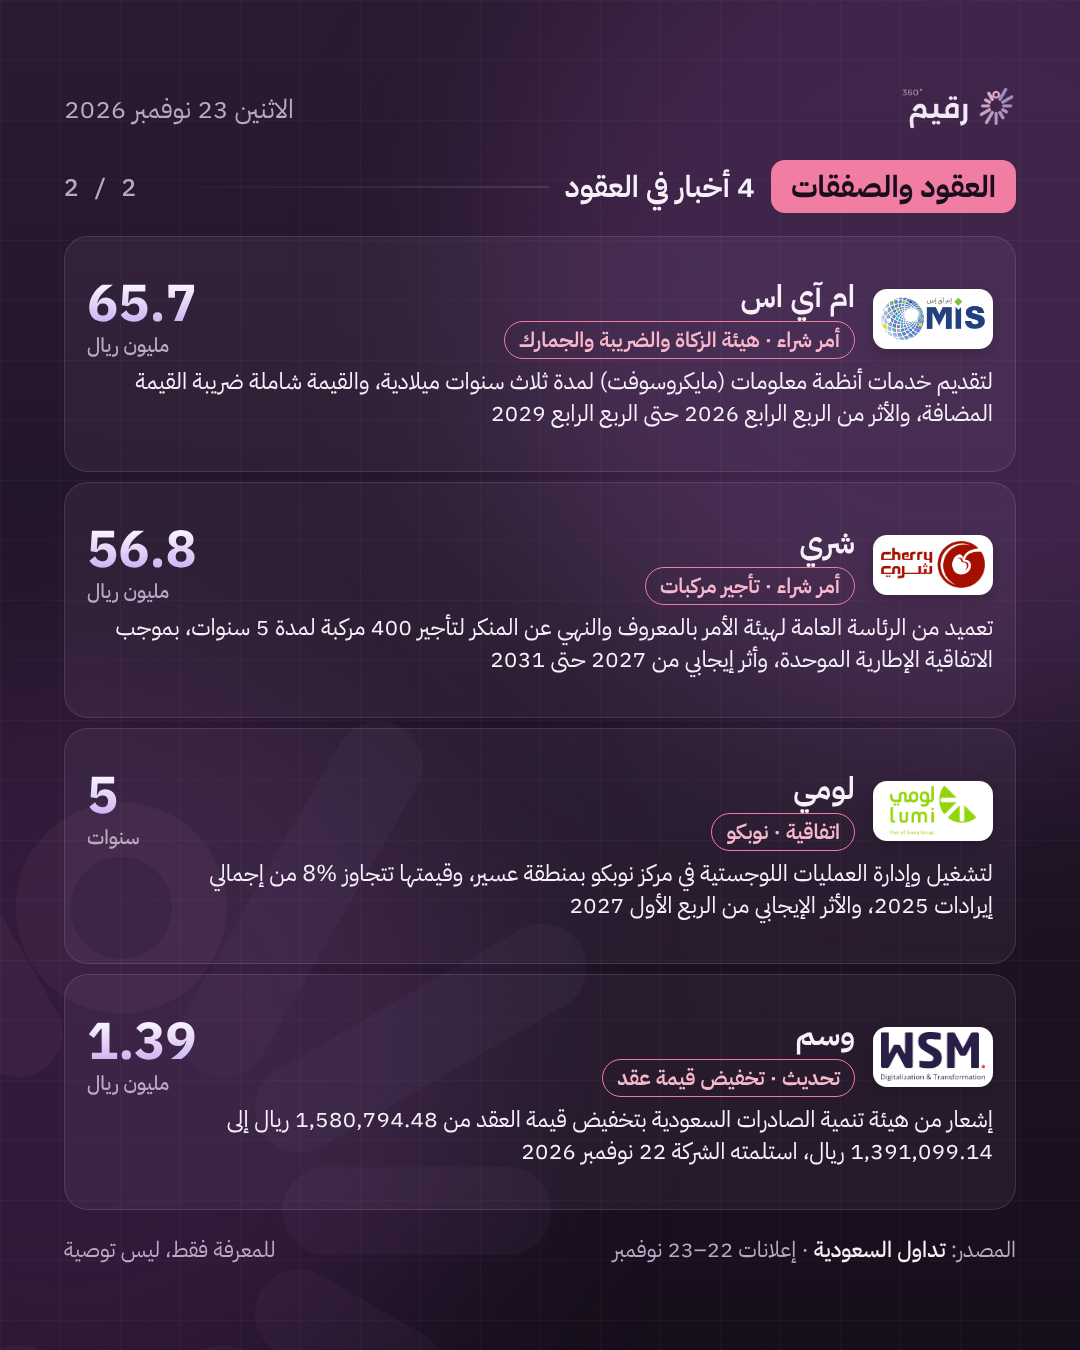 رقيم 360°
الاثنين 23 نوفمبر 2026
العقود والصفقات
4 أخبار في العقود
2 / 2
إم آي إس
MIS
ام آي اس
65.7
مليون ريال
أمر شراء · هيئة الزكاة والضريبة والجمارك
لتقديم خدمات أنظمة معلومات (مايكروسوفت) لمدة ثلاث سنوات ميلادية، والقيمة شاملة ضريبة القيمة
المضافة، والأثر من الربع الرابع 2026 حتى الربع الرابع 2029
cherry
شري
شري
56.8
مليون ريال
أمر شراء · تأجير مركبات
تعميد من الرئاسة العامة لهيئة الأمر بالمعروف والنهي عن المنكر لتأجير 400 مركبة لمدة 5 سنوات، بموجب
الاتفاقية الإطارية الموحدة، وأثر إيجابي من 2027 حتى 2031
لومي
lumi
Part of Seera Group
لومي
5
سنوات
اتفاقية · نوبكو
لتشغيل وإدارة العمليات اللوجستية في مركز نوبكو بمنطقة عسير، وقيمتها تتجاوز 8% من إجمالي
إيرادات 2025، والأثر الإيجابي من الربع الأول 2027
WSM.
Digitalization & Transformation
وسم
1.39
مليون ريال
تحديث · تخفيض قيمة عقد
إشعار من هيئة تنمية الصادرات السعودية بتخفيض قيمة العقد من 1,580,794.48 ريال إلى
1,391,099.14 ريال، استلمته الشركة 22 نوفمبر 2026
المصدر: تداول السعودية · إعلانات 22–23 نوفمبر
للمعرفة فقط، ليس توصية